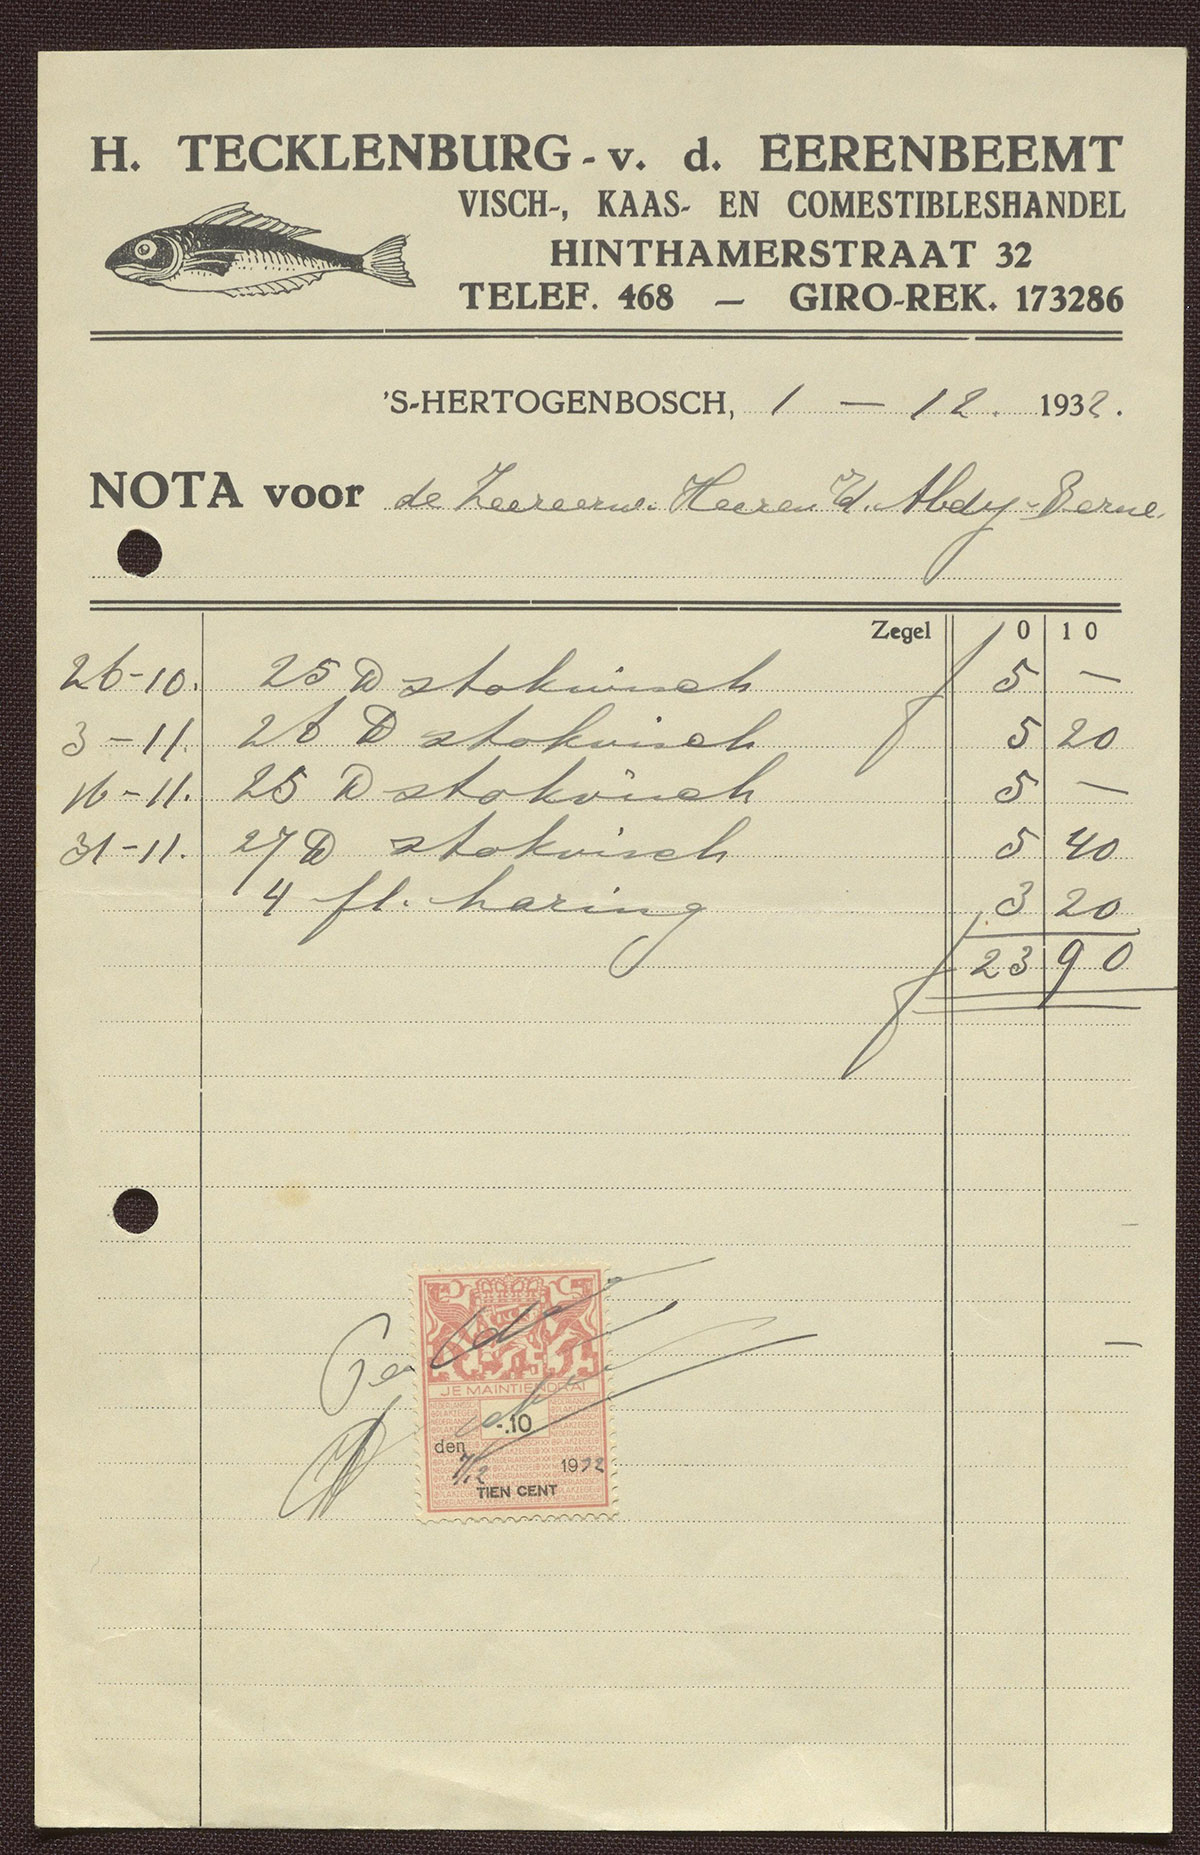 H. TECKLENBURG - v. d. EERENBEEMT
VISCH-, KAAS- EN COMESTIBLESHANDEL
HINTHAMERSTRAAT 32
TELEF. 468 — GIRO-REK. 173286
'S-HERTOGENBOSCH, 1 — 12. 1932.
NOTA voor de Zeereerw. Heeren v/d. Abdy-Berne
Zegel 0 10
26-10. 25 ℔ stokvisch f 5 —
3-11. 26 ℔ stokvisch 5 20
16-11. 25 ℔ stokvisch 5 —
31-11. 27 ℔ stokvisch 5 40
4 fl. haring 3 20
f 23 90
JE MAINTIENDRAI
-.10
den 7/12 1932
TIEN CENT